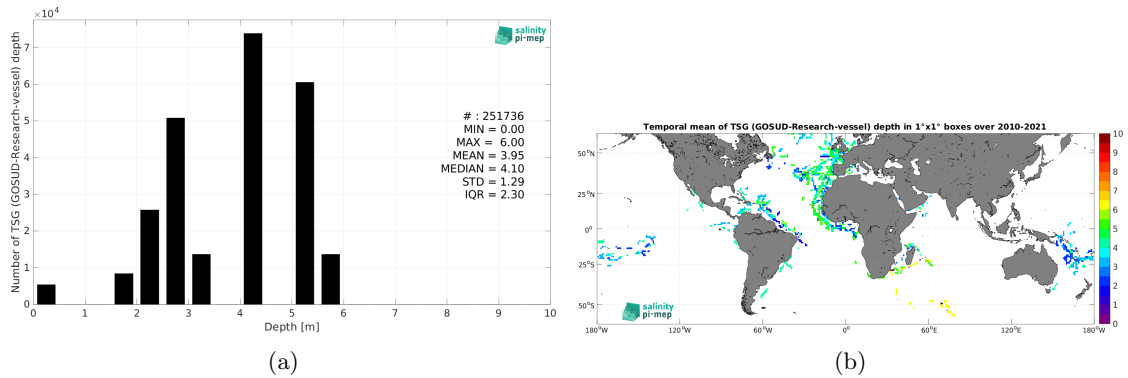 ×10⁴
7
6
5
4
3
2
1
0
Number of TSG (GOSUD-Research-vessel) depth
salinity
pi-mep
# : 251736
MIN = 0.00
MAX = 6.00
MEAN = 3.95
MEDIAN = 4.10
STD = 1.29
IQR = 2.30
0 1 2 3 4 5 6 7 8 9 10
Depth [m]
(a)
Temporal mean of TSG (GOSUD-Research-vessel) depth in 1°x1° boxes over 2010-2021
50°N
25°N
0°
25°S
50°S
salinity
pi-mep
180°W 120°W 60°W 0° 60°E 120°E 180°W
10
9
8
7
6
5
4
3
2
1
0
(b)